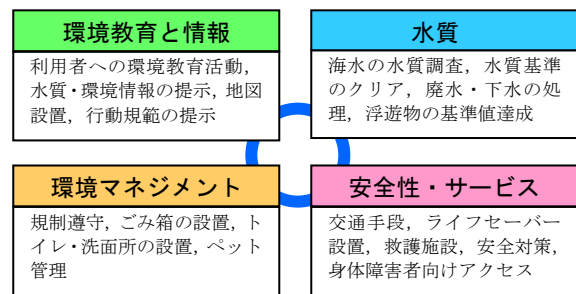 環境教育と情報
利用者への環境教育活動,
水質・環境情報の提示, 地図
設置, 行動規範の提示
水質
海水の水質調査, 水質基準
のクリア, 廃水・下水の処
理, 浮遊物の基準値達成
環境マネジメント
規制遵守, ごみ箱の設置, ト
イレ・洗面所の設置, ペット
管理
安全性・サービス
交通手段, ライフセーバー
設置, 救護施設, 安全対策,
身体障害者向けアクセス